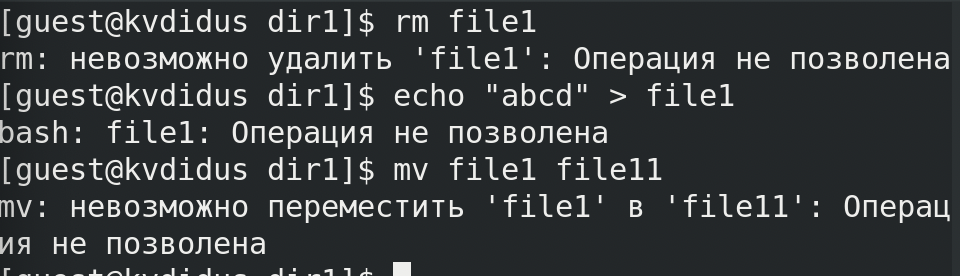 [guest@kvdidus dir1]$ rm file1
rm: невозможно удалить 'file1': Операция не позволена
[guest@kvdidus dir1]$ echo "abcd" > file1
bash: file1: Операция не позволена
[guest@kvdidus dir1]$ mv file1 file11
mv: невозможно переместить 'file1' в 'file11': Операц
ия не позволена
[guest@kvdidus dir1]$